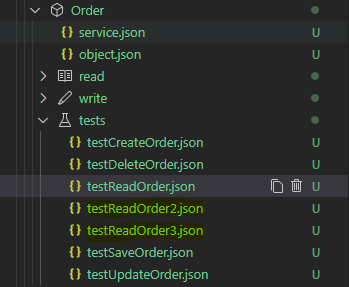 Order
service.json U
object.json U
read
write
tests
testCreateOrder.json U
testDeleteOrder.json U
testReadOrder.json U
testReadOrder2.json U
testReadOrder3.json U
testSaveOrder.json U
testUpdateOrder.json U